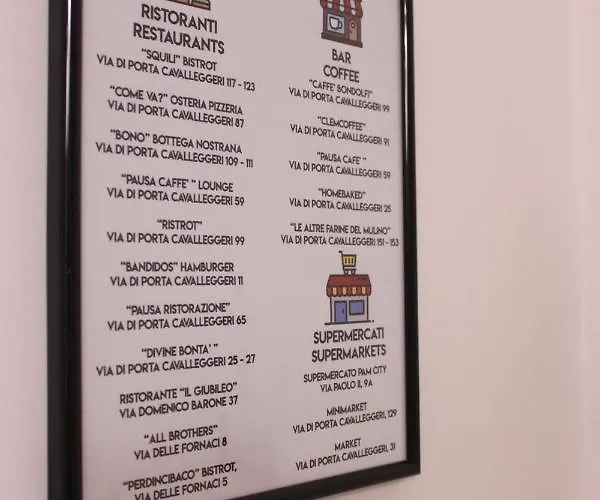 RISTORANTI
RESTAURANTS
"SQUILI" BISTROT
VIA DI PORTA CAVALLEGGERI 117 - 123
"COME VA?" OSTERIA PIZZERIA
VIA DI PORTA CAVALLEGGERI 87
"BONO" BOTTEGA NOSTRANA
VIA DI PORTA CAVALLEGGERI 109 - 111
"PAUSA CAFFE' " LOUNGE
VIA DI PORTA CAVALLEGGERI 59
"RISTROT"
VIA DI PORTA CAVALLEGGERI 99
"BANDIDOS" HAMBURGER
VIA DI PORTA CAVALLEGGERI 11
"PAUSA RISTORAZIONE"
VIA DI PORTA CAVALLEGGERI 65
"DIVINE BONTA' "
VIA DI PORTA CAVALLEGGERI 25 - 27
RISTORANTE "IL GIUBILEO"
VIA DOMENICO BARONE 37
"ALL BROTHERS"
VIA DELLE FORNACI 8
"PERDINCIBACO" BISTROT,
VIA DELLE FORNACI 5
BAR
COFFEE
"CAFFE' BONDOLFI"
VIA DI PORTA CAVALLEGGERI 99
"CLEMCOFFEE"
VIA DI PORTA CAVALLEGGERI 91
"PAUSA CAFE' "
VIA DI PORTA CAVALLEGGERI 59
"HOMEBAKED"
VIA DI PORTA CAVALLEGGERI 25
"LE ALTRE FARINE DEL MULINO"
VIA DI PORTA CAVALLEGGERI 151 - 153
SUPERMERCATI
SUPERMARKETS
SUPERMERCATO PAM CITY
VIA PAOLO II, 9A
MINIMARKET
VIA DI PORTA CAVALLEGGERI, 129
MARKET
VIA DI PORTA CAVALLEGGERI, 31